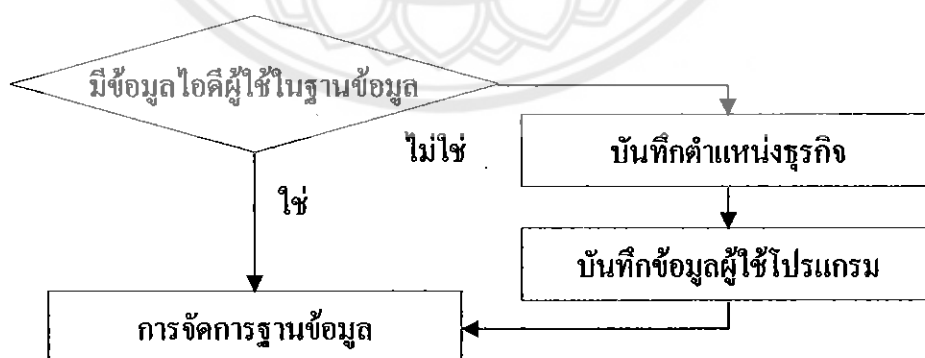 มีข้อมูลไอดีผู้ใช้ในฐานข้อมูล
ไม่ใช่
บันทึกตำแหน่งธุรกิจ
ใช่
บันทึกข้อมูลผู้ใช้โปรแกรม
การจัดการฐานข้อมูล